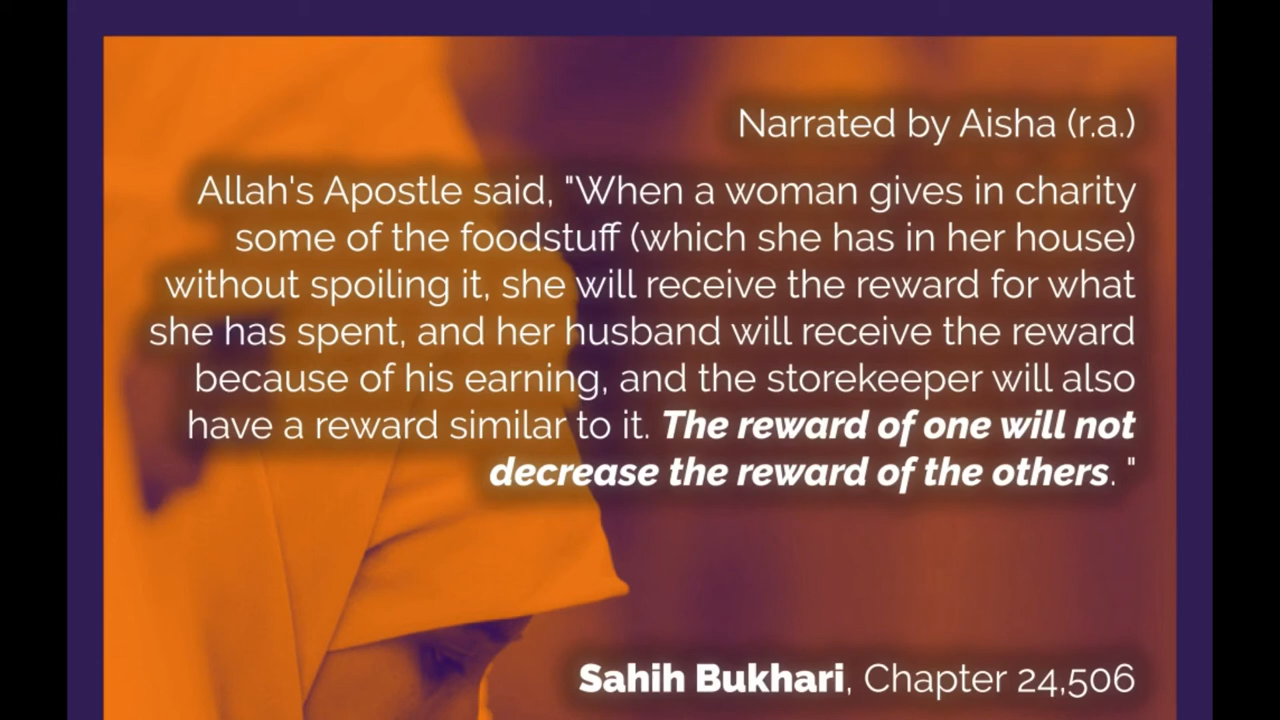 Narrated by Aisha (r.a.)
Allah's Apostle said, "When a woman gives in charity
some of the foodstuff (which she has in her house)
without spoiling it, she will receive the reward for what
she has spent, and her husband will receive the reward
because of his earning, and the storekeeper will also
have a reward similar to it. The reward of one will not
decrease the reward of the others. "
Sahih Bukhari, Chapter 24,506